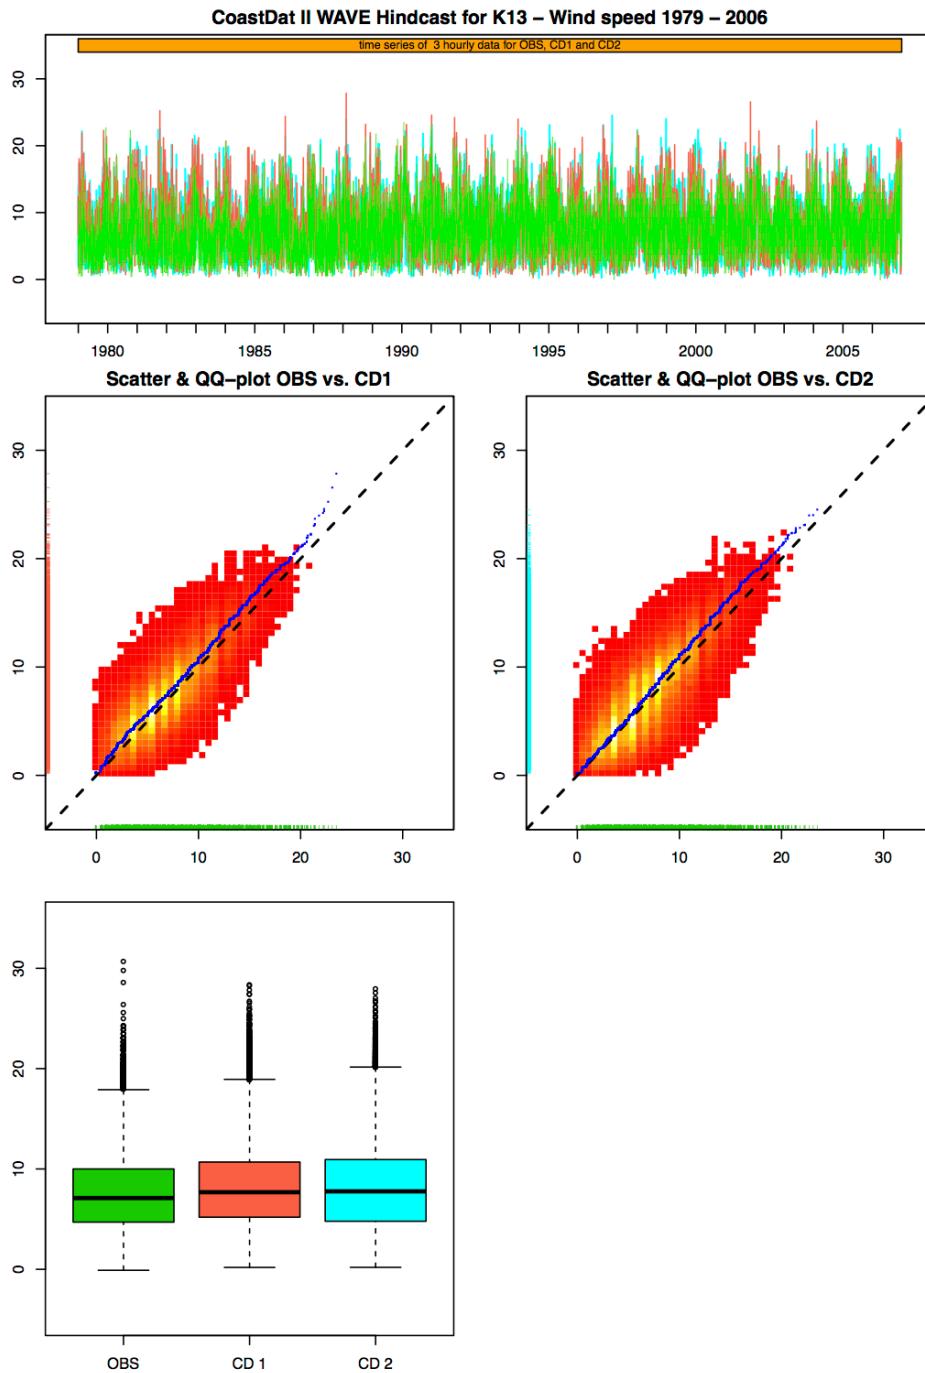 CoastDat II WAVE Hindcast for K13 – Wind speed 1979 – 2006
time series of 3 hourly data for OBS, CD1 and CD2
30
20
10
0
1980 1985 1990 1995 2000 2005
Scatter & QQ–plot OBS vs. CD1
30
20
10
0
0 10 20 30
Scatter & QQ–plot OBS vs. CD2
30
20
10
0
0 10 20 30
30
20
10
0
OBS CD 1 CD 2